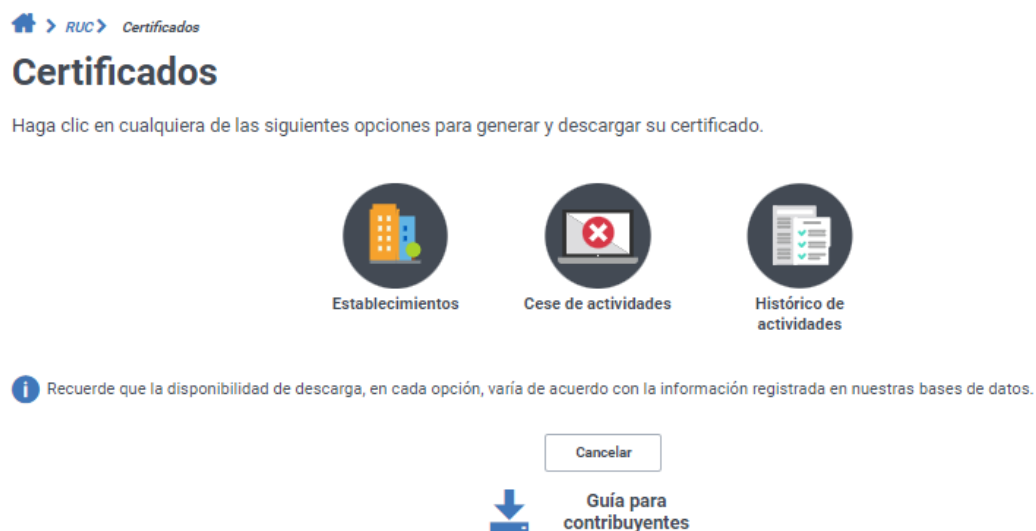 RUC Certificados
Certificados
Haga clic en cualquiera de las siguientes opciones para generar y descargar su certificado.
Establecimientos
Cese de actividades
Histórico de
actividades
Recuerde que la disponibilidad de descarga, en cada opción, varía de acuerdo con la información registrada en nuestras bases de datos.
Cancelar
Guía para
contribuyentes